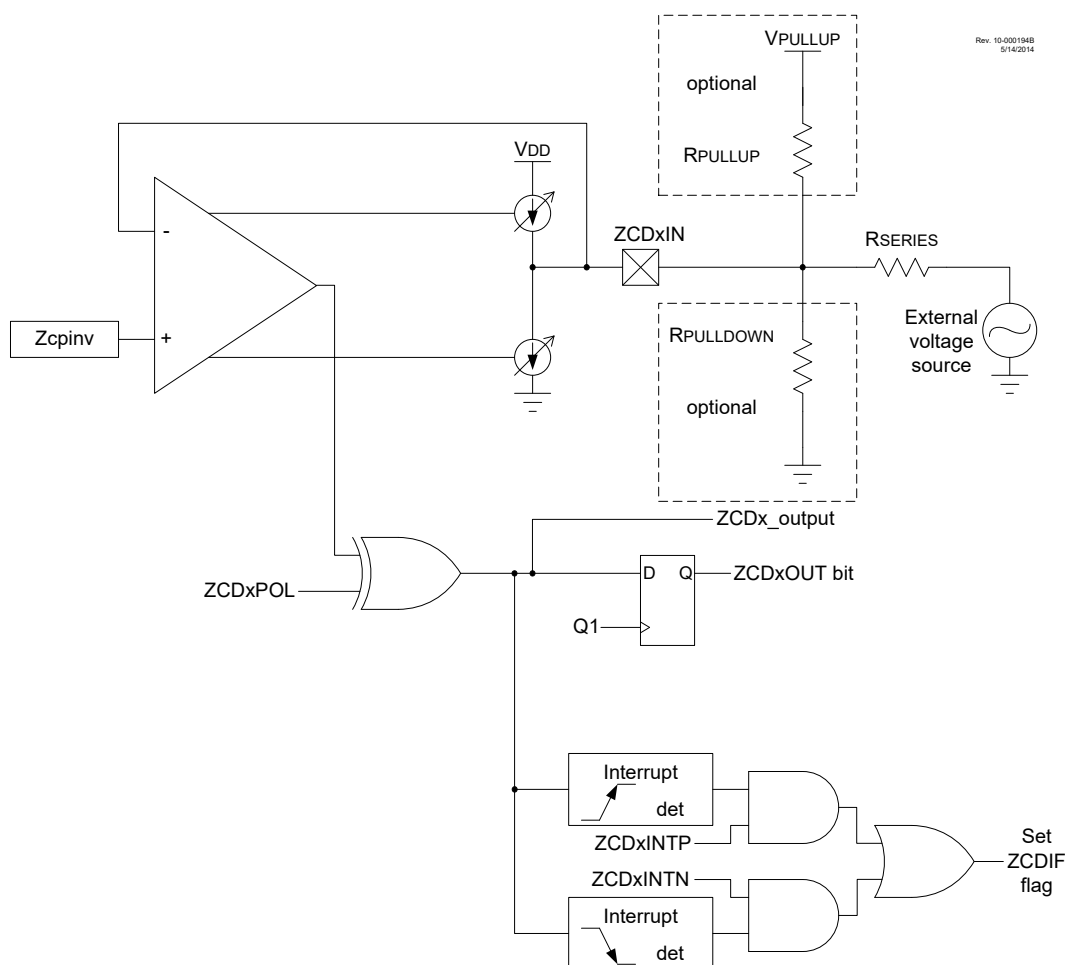 Rev. 10-000194B
5/14/2014
VPULLUP
optional
RPULLUP
VDD
ZCDxIN
RSERIES
-
Zcpinv
+
RPULLDOWN
External
voltage
source
optional
ZCDx_output
ZCDxPOL
D
Q
ZCDxOUT bit
Q1
Interrupt
det
ZCDxINTP
Set
ZCDIF
flag
ZCDxINTN
Interrupt
det